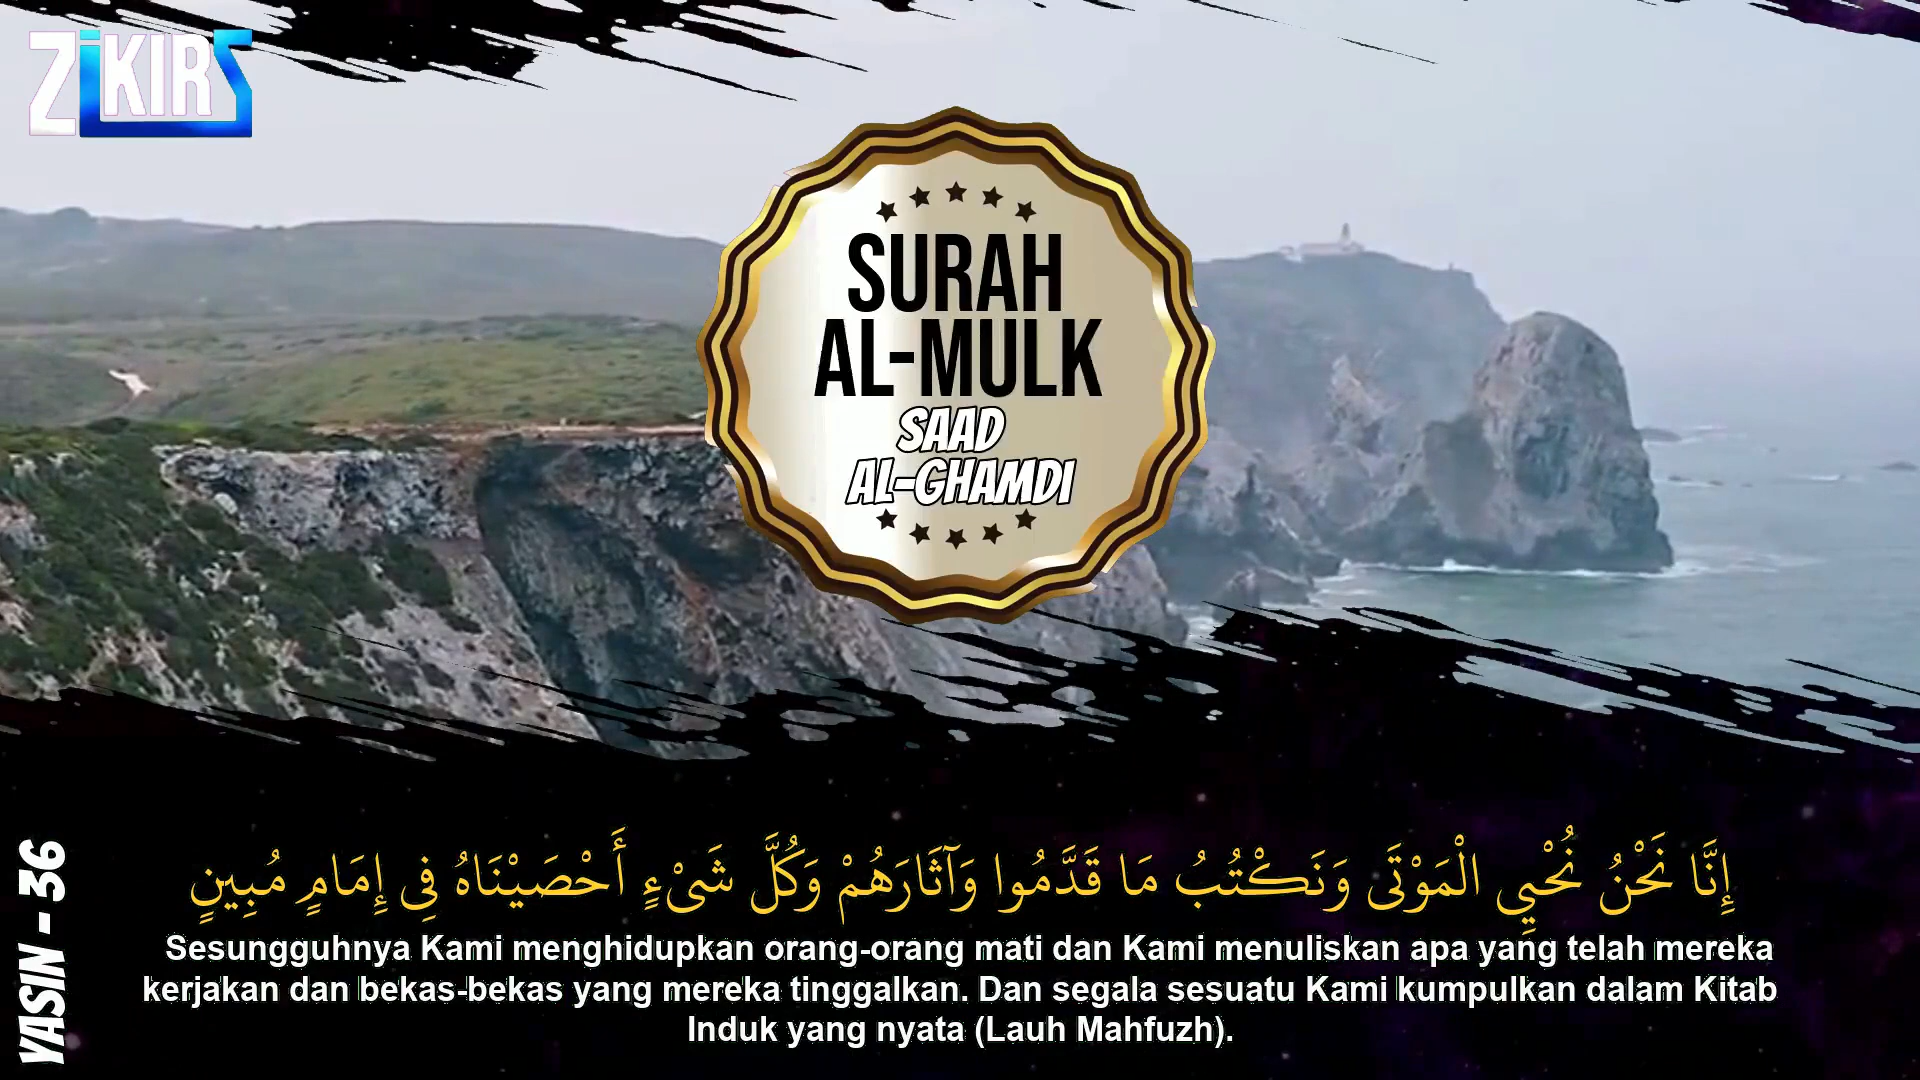 ZiKIRS
SURAH
AL-MULK
SAAD
AL-GHAMDI
إِنَّا نَحْنُ نُحْيِي الْمَوْتَى وَنَكْتُبُ مَا قَدَّمُوا وَآثَارَهُمْ وَكُلَّ شَىْءٍ أَحْصَيْنَاهُ فِى إِمَامٍ مُبِينٍ
Sesungguhnya Kami menghidupkan orang-orang mati dan Kami menuliskan apa yang telah mereka
kerjakan dan bekas-bekas yang mereka tinggalkan. Dan segala sesuatu Kami kumpulkan dalam Kitab
Induk yang nyata (Lauh Mahfuzh).
YASIN - 36